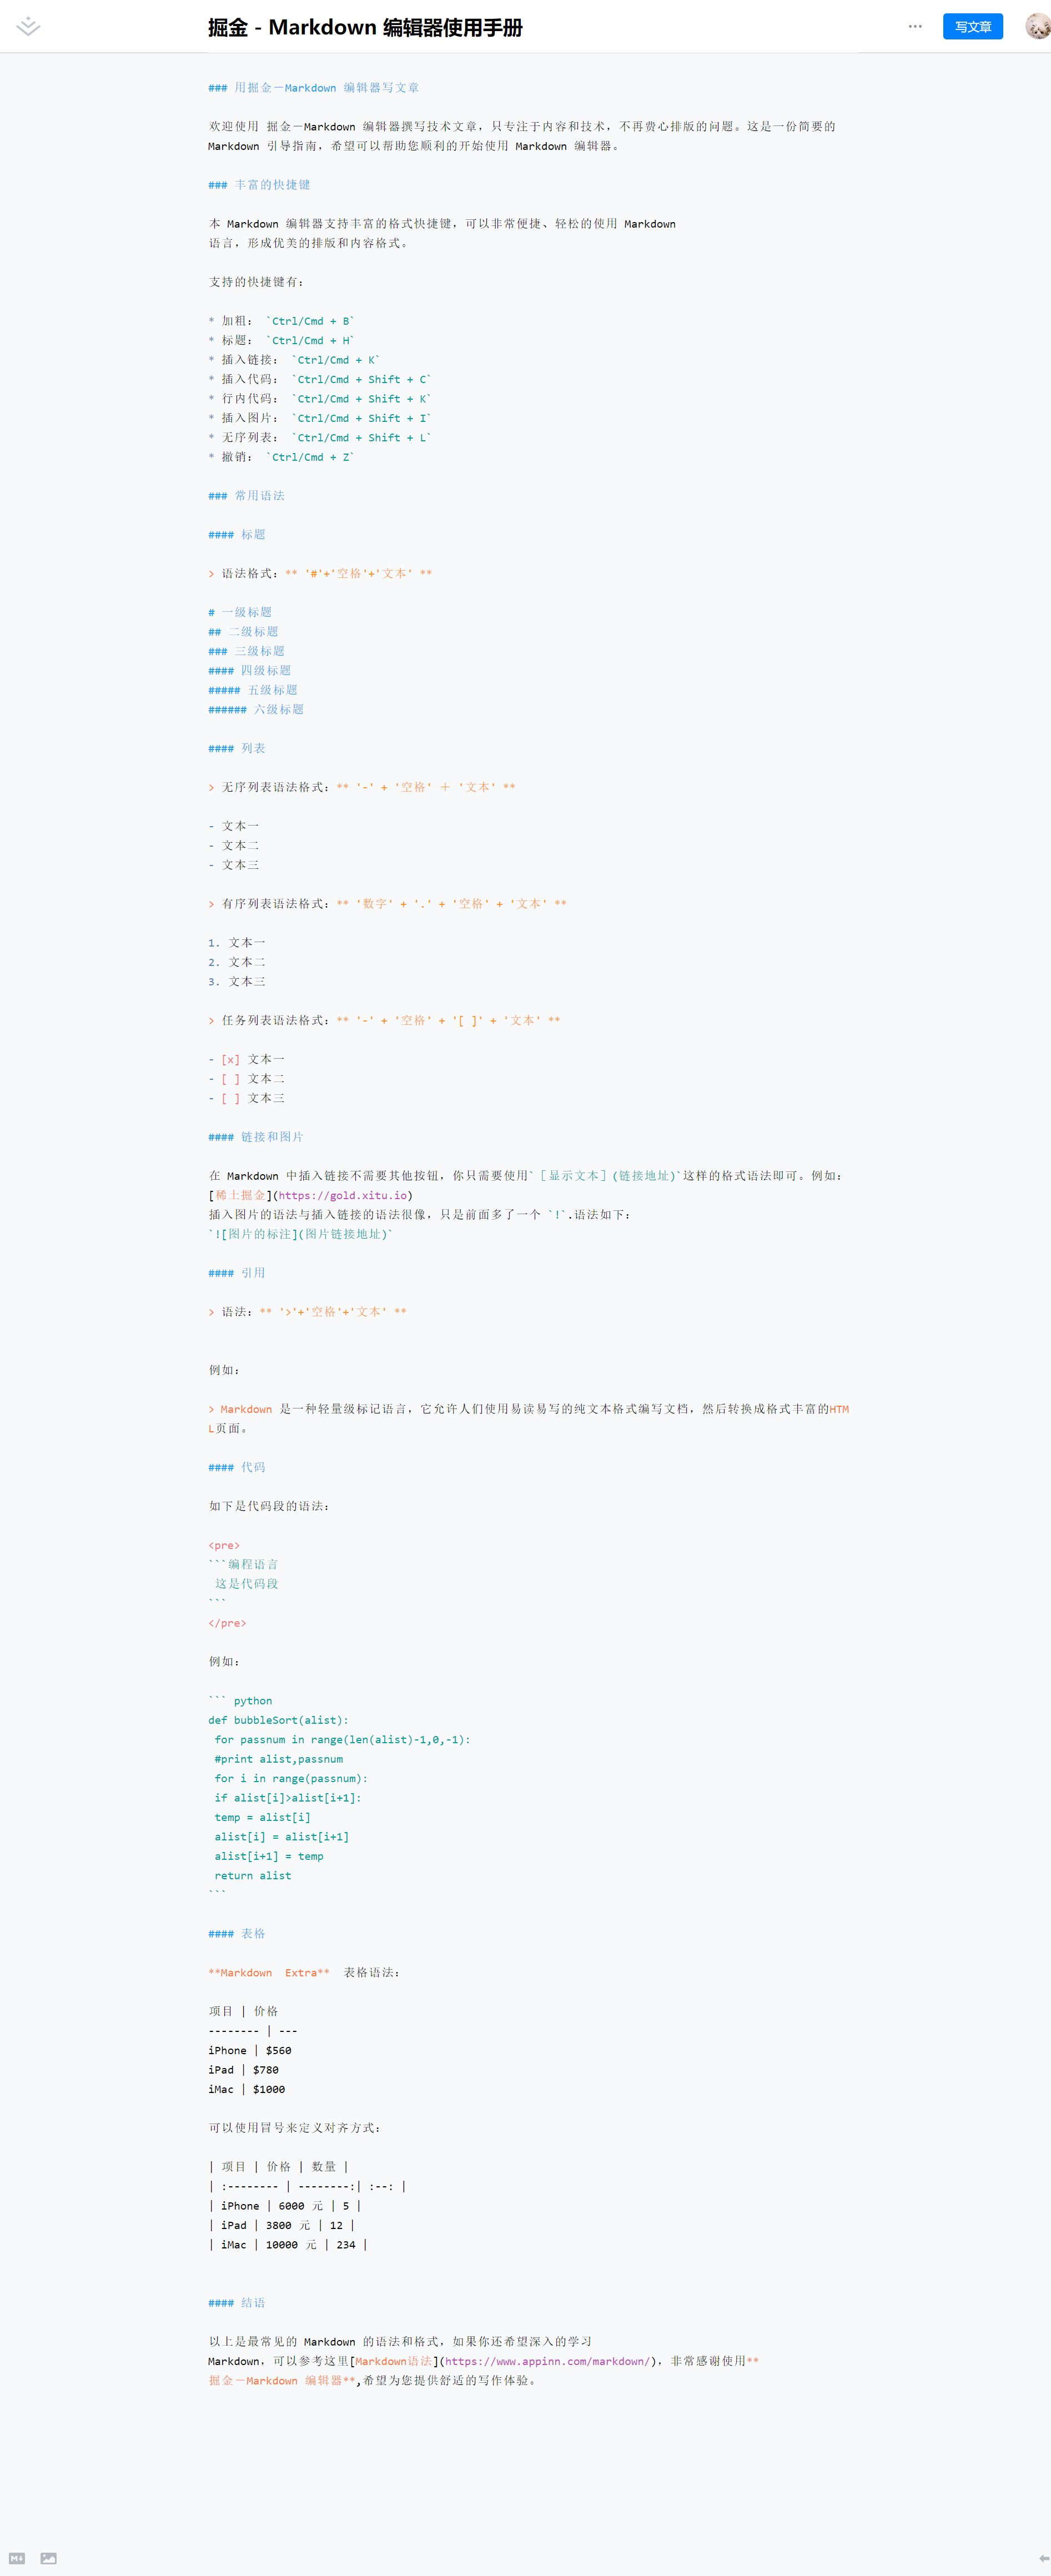 掘金 - Markdown 编辑器使用手册
写文章
### 用掘金－Markdown 编辑器写文章
欢迎使用 掘金－Markdown 编辑器撰写技术文章，只专注于内容和技术，不再费心排版的问题。这是一份简要的
Markdown 引导指南，希望可以帮助您顺利的开始使用 Markdown 编辑器。
### 丰富的快捷键
本 Markdown 编辑器支持丰富的格式快捷键，可以非常便捷、轻松的使用 Markdown
语言，形成优美的排版和内容格式。
支持的快捷键有：
* 加粗： `Ctrl/Cmd + B`
* 标题： `Ctrl/Cmd + H`
* 插入链接： `Ctrl/Cmd + K`
* 插入代码： `Ctrl/Cmd + Shift + C`
* 行内代码： `Ctrl/Cmd + Shift + K`
* 插入图片： `Ctrl/Cmd + Shift + I`
* 无序列表： `Ctrl/Cmd + Shift + L`
* 撤销： `Ctrl/Cmd + Z`
### 常用语法
#### 标题
> 语法格式：** '#'+'空格'+'文本' **
# 一级标题
## 二级标题
### 三级标题
#### 四级标题
##### 五级标题
###### 六级标题
#### 列表
> 无序列表语法格式：** '-' + '空格' ＋ '文本' **
- 文本一
- 文本二
- 文本三
> 有序列表语法格式：** '数字' + '.' + '空格' + '文本' **
1. 文本一
2. 文本二
3. 文本三
> 任务列表语法格式：** '-' + '空格' + '[ ]' + '文本' **
- [x] 文本一
- [ ] 文本二
- [ ] 文本三
#### 链接和图片
在 Markdown 中插入链接不需要其他按钮，你只需要使用`［显示文本］(链接地址)`这样的格式语法即可。例如：
[稀土掘金](https://gold.xitu.io)
插入图片的语法与插入链接的语法很像，只是前面多了一个 `!`.语法如下：
`![图片的标注](图片链接地址)`
#### 引用
> 语法：** '>'+'空格'+'文本' **
例如：
> Markdown 是一种轻量级标记语言，它允许人们使用易读易写的纯文本格式编写文档，然后转换成格式丰富的HTM
L页面。
#### 代码
如下是代码段的语法：
<pre>
```编程语言
 这是代码段
```
</pre>
例如：
``` python
def bubbleSort(alist):
 for passnum in range(len(alist)-1,0,-1):
 #print alist,passnum
 for i in range(passnum):
 if alist[i]>alist[i+1]:
 temp = alist[i]
 alist[i] = alist[i+1]
 alist[i+1] = temp
 return alist
```
#### 表格
**Markdown  Extra**  表格语法：
项目 | 价格
-------- | ---
iPhone | $560
iPad | $780
iMac | $1000
可以使用冒号来定义对齐方式：
| 项目 | 价格 | 数量 |
| :-------- | --------:| :--: |
| iPhone | 6000 元 | 5 |
| iPad | 3800 元 | 12 |
| iMac | 10000 元 | 234 |
#### 结语
以上是最常见的 Markdown 的语法和格式，如果你还希望深入的学习
Markdown，可以参考这里[Markdown语法](https://www.appinn.com/markdown/)，非常感谢使用**
掘金－Markdown 编辑器**,希望为您提供舒适的写作体验。